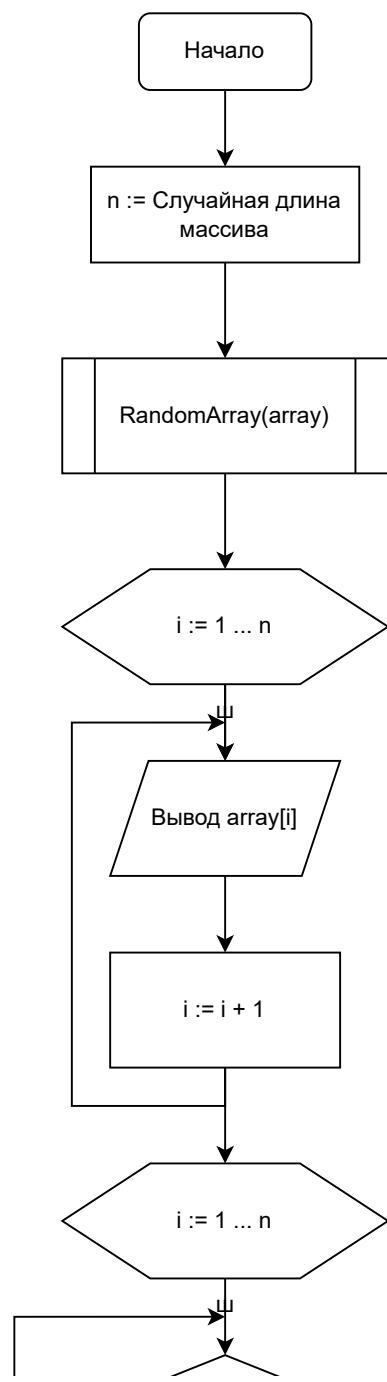 Начало
n := Случайная длина
массива
RandomArray(array)
i := 1 ... n
ш
Вывод array[i]
i := i + 1
i := 1 ... n
ш